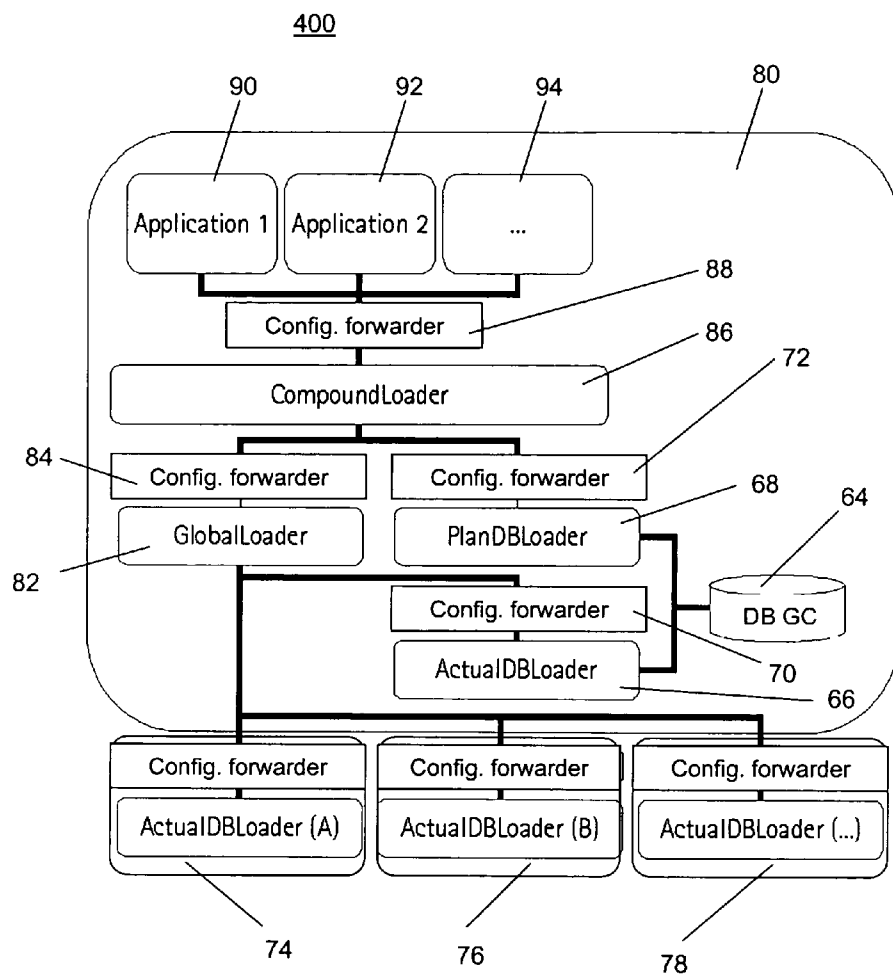 400
90
92
94
80
Application 1
Application 2
...
88
Config. forwarder
86
CompoundLoader
72
84
Config. forwarder
Config. forwarder
68
64
GlobalLoader
PlanDBLoader
82
Config. forwarder
DB GC
ActualDBLoader
70
66
Config. forwarder
Config. forwarder
Config. forwarder
ActualDBLoader (A)
ActualDBLoader (B)
ActualDBLoader (...)
74
76
78